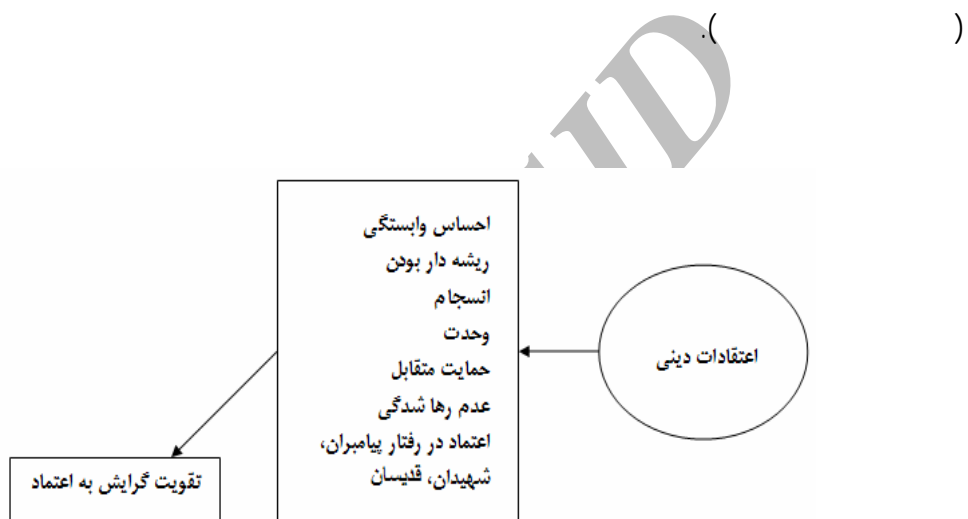 ( ).
احساس وابستگی
ریشه دار بودن
انسجام
وحدت
حمایت متقابل
عدم رها شدگی
اعتماد در رفتار پیامبران،
شهیدان، قدیسان
اعتقادات دینی
تقویت گرایش به اعتماد